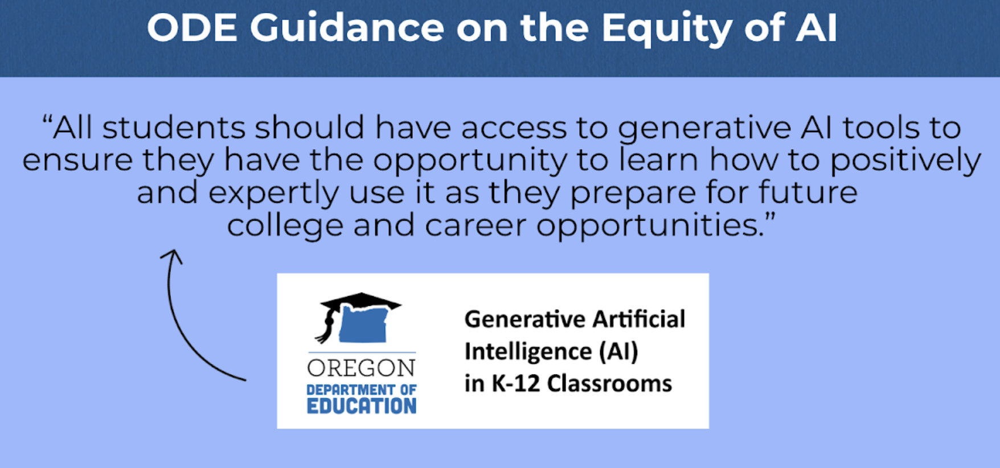 ODE Guidance on the Equity of AI
“All students should have access to generative AI tools to
ensure they have the opportunity to learn how to positively
and expertly use it as they prepare for future
college and career opportunities.”
OREGON
DEPARTMENT OF
EDUCATION
Generative Artificial
Intelligence (AI)
in K-12 Classrooms